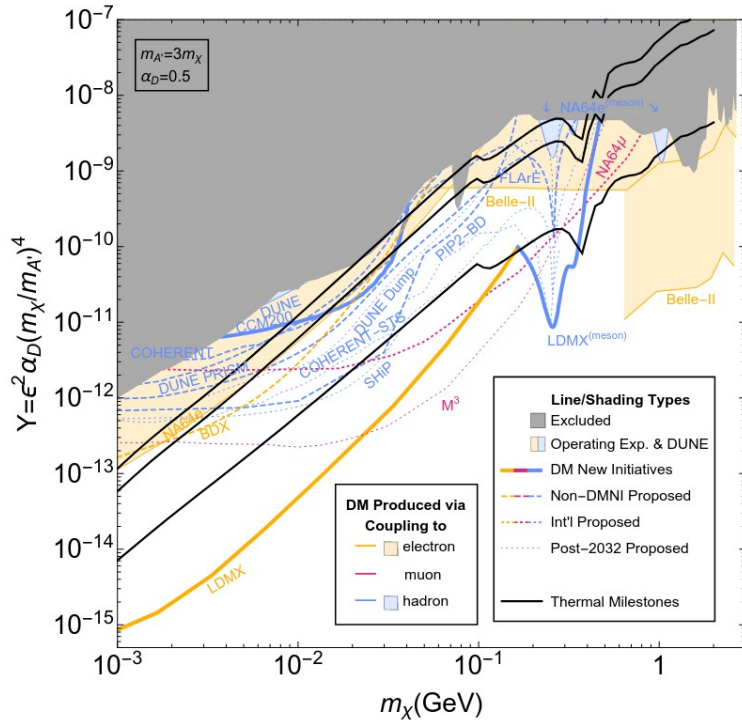 10⁻⁷
10⁻⁸
10⁻⁹
10⁻¹⁰
10⁻¹¹
10⁻¹²
10⁻¹³
10⁻¹⁴
10⁻¹⁵
Y=ϵ²α_D(m_χ/m_A')⁴
m_A'=3m_χ
α_D=0.5
NA64e(meson)
NA64μ
FLArE
Belle-II
PIP2-BD
DUNE
CCM200
DUNE Dump
COHERENT
COHERENT-STS
DUNE PRISM
SHiP
NA64e
BDX
Belle-II
LDMX(meson)
M³
LDMX
Line/Shading Types
Excluded
Operating Exp. & DUNE
DM New Initiatives
Non-DMNI Proposed
Int'l Proposed
Post-2032 Proposed
Thermal Milestones
DM Produced via
Coupling to
electron
muon
hadron
10⁻³ 10⁻² 10⁻¹ 1
m_χ(GeV)